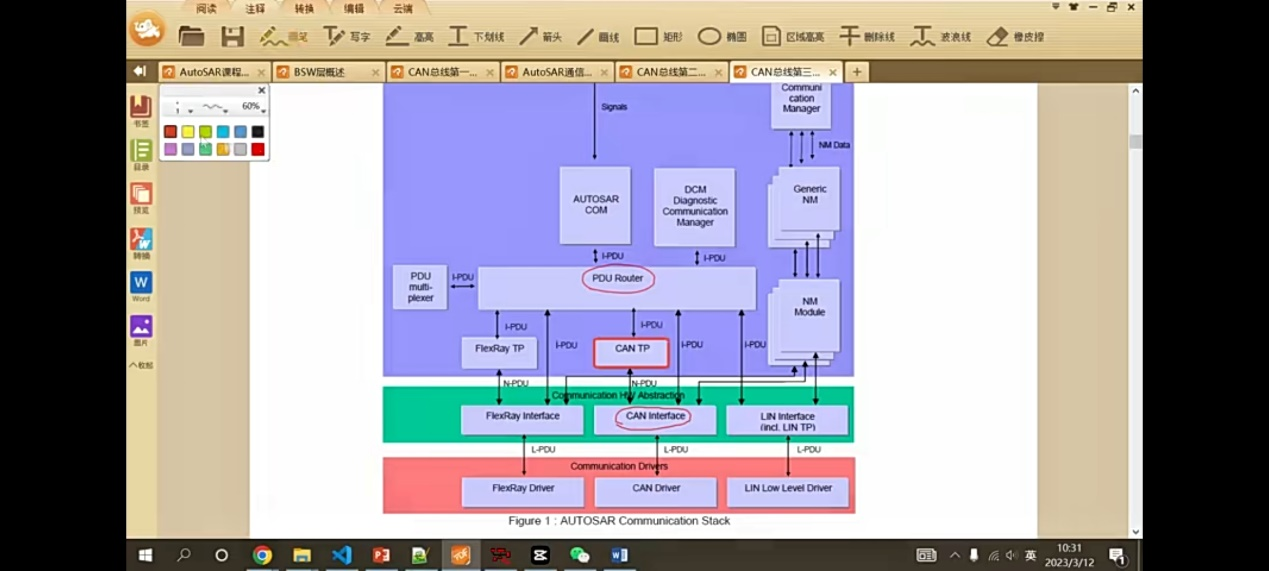 阅读 注释 转换 编辑 云端
画笔 写字 高亮 下划线 箭头 画线 矩形 椭圆 区域高亮 删除线 波浪线 橡皮擦
AutoSAR课程... BSW层概述 CAN总线第一... AutoSAR通信... CAN总线第二... CAN总线第三...
60%
书签
目录
预览
转换
W
Word
图片
收起
Signals
Communi
cation
Manager
NM Data
AUTOSAR
COM
DCM
Diagnostic
Communication
Manager
Generic
NM
I-PDU
I-PDU
PDU
multi-
plexer
I-PDU
PDU Router
NM
Module
I-PDU
I-PDU
I-PDU
I-PDU
I-PDU
FlexRay TP
CAN TP
N-PDU
N-PDU
Communication HW Abstraction
FlexRay Interface
CAN Interface
LIN Interface
(incl. LIN TP)
L-PDU
L-PDU
L-PDU
Communication Drivers
FlexRay Driver
CAN Driver
LIN Low Level Driver
Figure 1 : AUTOSAR Communication Stack
英
10:31
2023/3/12
1